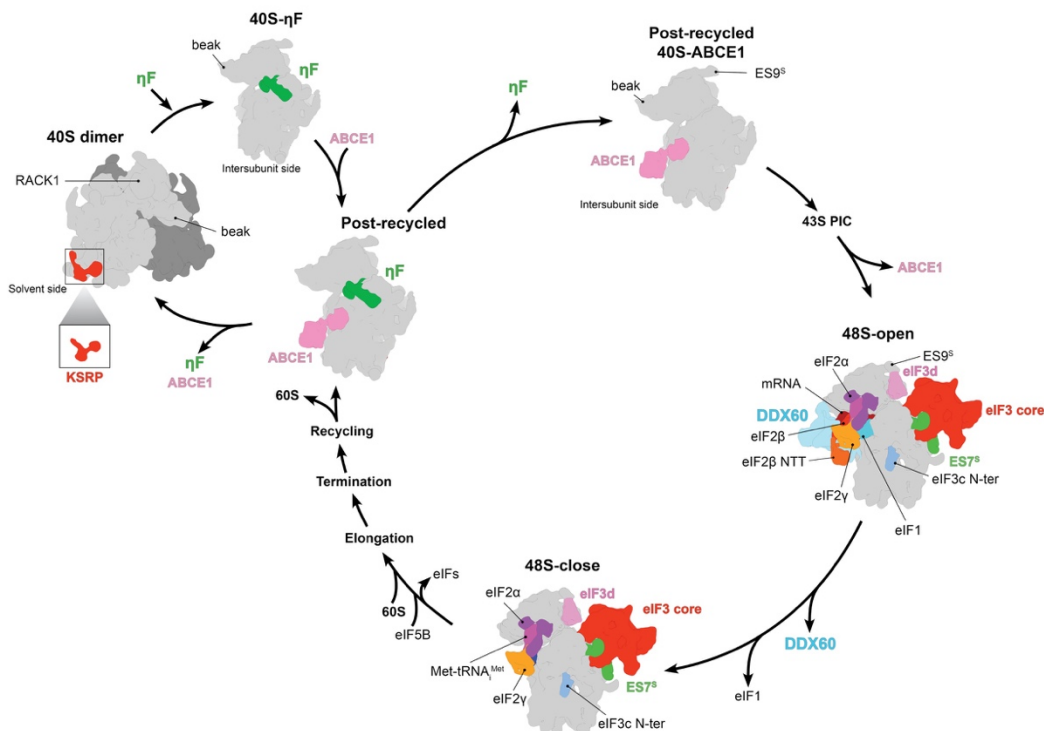 40S-ηF
beak
ηF
ηF
Intersubunit side
ABCE1
40S dimer
RACK1
beak
Solvent side
KSRP
ηF
ABCE1
Post-recycled
ηF
ABCE1
ηF
Post-recycled
40S-ABCE1
ES9ˢ
beak
ABCE1
Intersubunit side
43S PIC
ABCE1
48S-open
ES9ˢ
eIF2α
eIF3d
mRNA
DDX60
eIF3 core
eIF2β
eIF2β NTT
ES7ˢ
eIF3c N-ter
eIF2γ
eIF1
DDX60
eIF1
48S-close
eIF2α
eIF3d
eIF3 core
Met-tRNAᵢᴹᵉᵗ
ES7ˢ
eIF2γ
eIF3c N-ter
eIFs
60S
eIF5B
Elongation
Termination
Recycling
60S